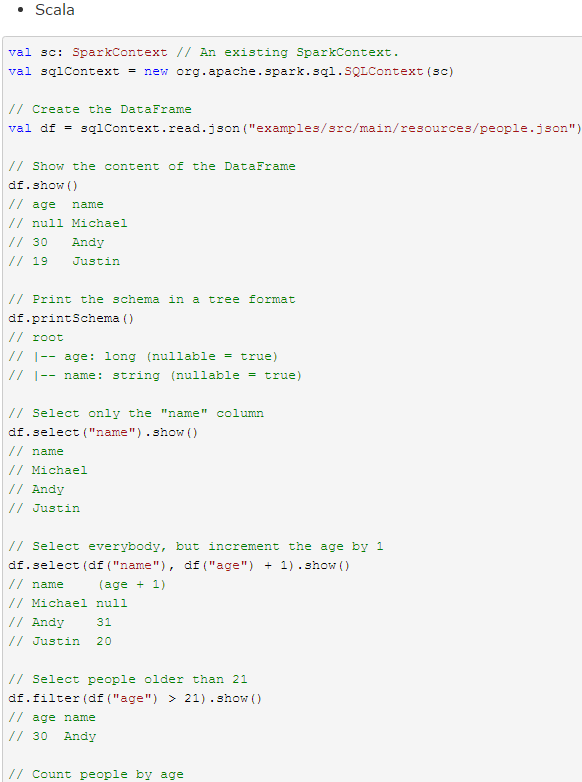 • Scala
val sc: SparkContext // An existing SparkContext.
val sqlContext = new org.apache.spark.sql.SQLContext(sc)
// Create the DataFrame
val df = sqlContext.read.json("examples/src/main/resources/people.json")
// Show the content of the DataFrame
df.show()
// age  name
// null Michael
// 30   Andy
// 19   Justin
// Print the schema in a tree format
df.printSchema()
// root
// |-- age: long (nullable = true)
// |-- name: string (nullable = true)
// Select only the "name" column
df.select("name").show()
// name
// Michael
// Andy
// Justin
// Select everybody, but increment the age by 1
df.select(df("name"), df("age") + 1).show()
// name    (age + 1)
// Michael null
// Andy    31
// Justin  20
// Select people older than 21
df.filter(df("age") > 21).show()
// age name
// 30  Andy
// Count people by age